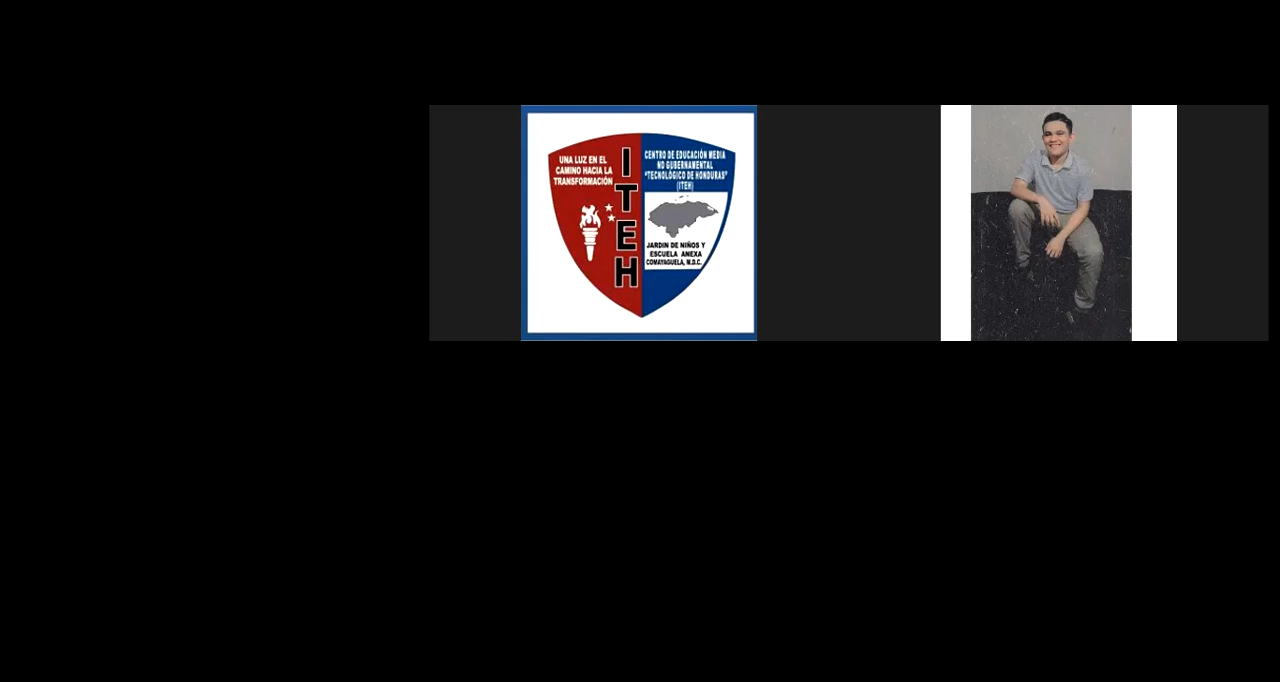 UNA LUZ EN EL
CAMINO HACIA LA
TRANSFORMACIÓN
ITEH
CENTRO DE EDUCACIÓN MEDIA
NO GUBERNAMENTAL
"TECNOLÓGICO DE HONDURAS"
(ITEH)
JARDIN DE NIÑOS Y
ESCUELA ANEXA
COMAYAGUELA, M.D.C.